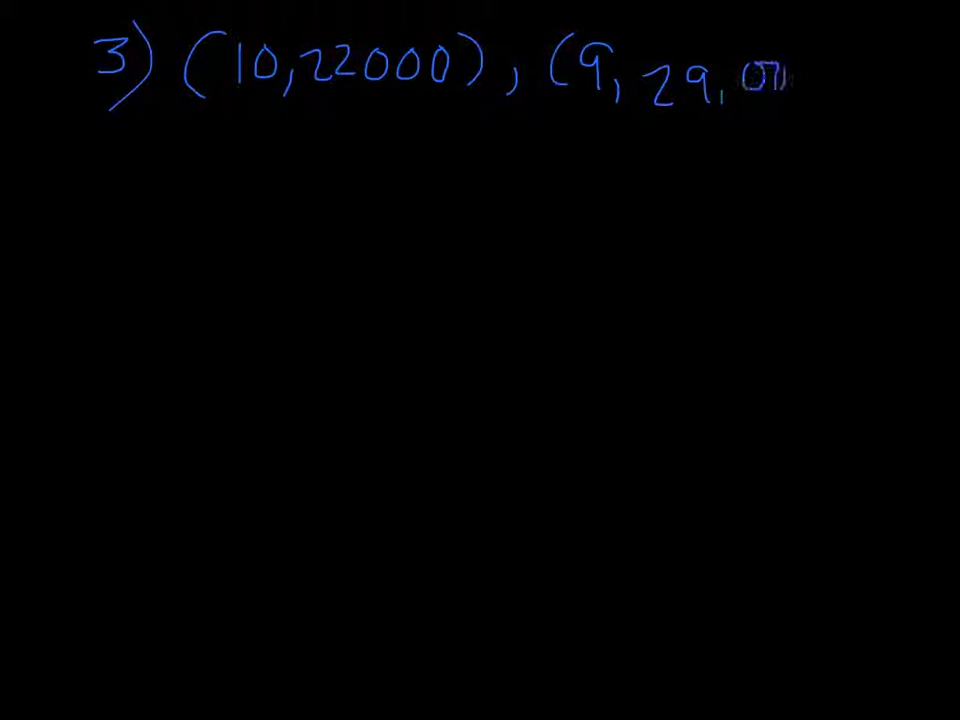 3) (10,22000), (9, 29,